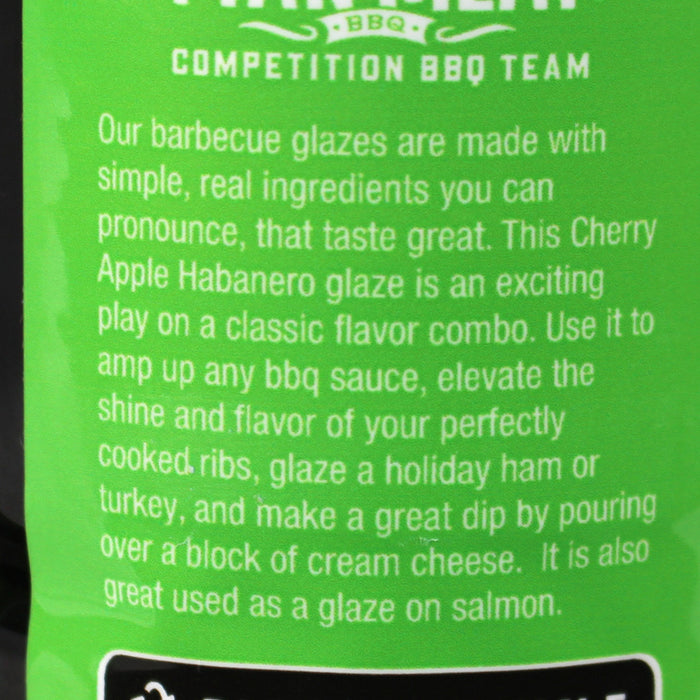 BBQ
COMPETITION BBQ TEAM
Our barbecue glazes are made with
simple, real ingredients you can
pronounce, that taste great. This Cherry
Apple Habanero glaze is an exciting
play on a classic flavor combo. Use it to
amp up any bbq sauce, elevate the
shine and flavor of your perfectly
cooked ribs, glaze a holiday ham or
turkey, and make a great dip by pouring
over a block of cream cheese. It is also
great used as a glaze on salmon.